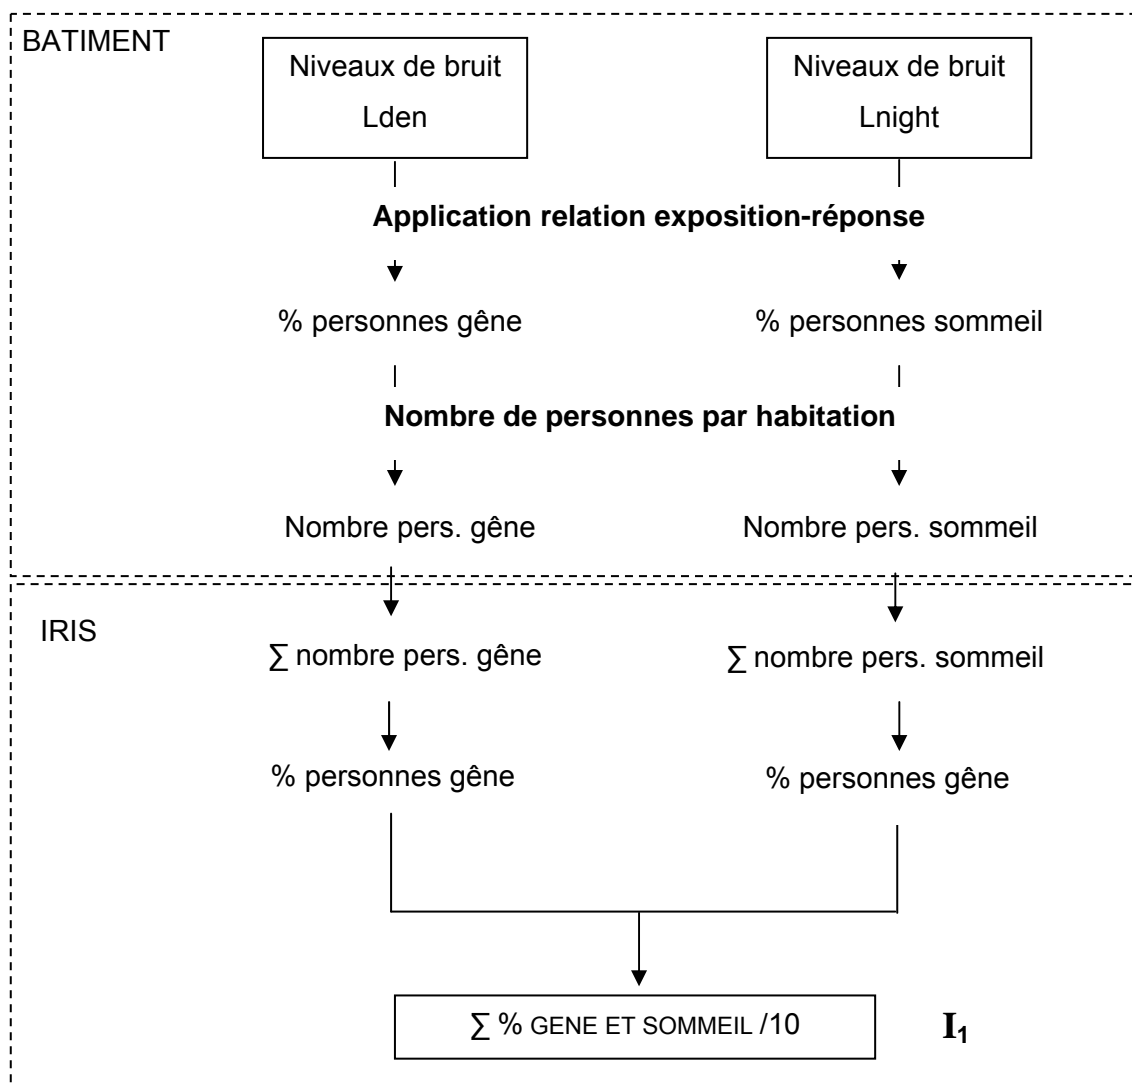 BATIMENT
Niveaux de bruit
Lden
Niveaux de bruit
Lnight
Application relation exposition-réponse
% personnes gêne
% personnes sommeil
Nombre de personnes par habitation
Nombre pers. gêne
Nombre pers. sommeil
IRIS
∑ nombre pers. gêne
∑ nombre pers. sommeil
% personnes gêne
% personnes gêne
∑ % GENE ET SOMMEIL /10
I₁